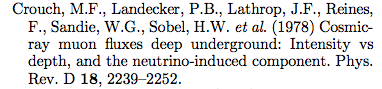 Crouch, M.F., Landecker, P.B., Lathrop, J.F., Reines,
F., Sandie, W.G., Sobel, H.W. et al. (1978) Cosmic-
ray muon fluxes deep underground: Intensity vs
depth, and the neutrino-induced component. Phys.
Rev. D 18, 2239–2252.